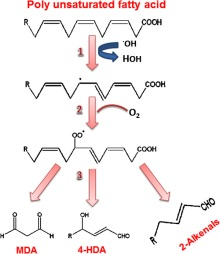 Poly unsaturated fatty acid
R
COOH
1
·OH
HOH
R
COOH
2
O2
OO·
R
COOH
3
O
O
OH
R
CHO
CHO
R
MDA
4-HDA
2-Alkenals